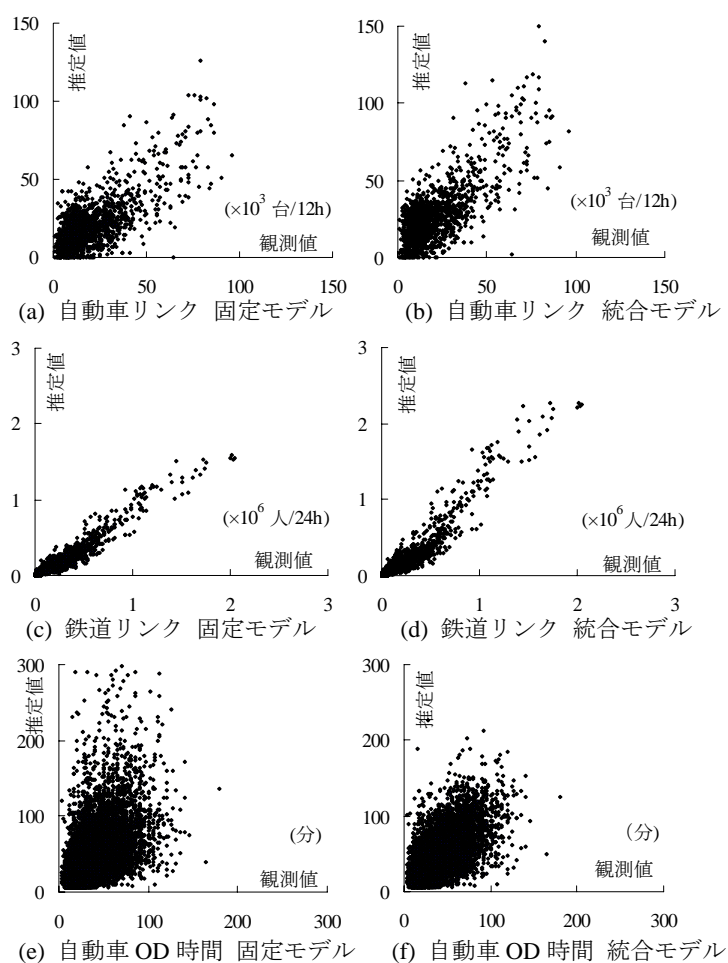 150
100
50
0
推定値
(×10³ 台/12h)
観測値
0 50 100 150
(a) 自動車リンク 固定モデル
150
100
50
0
推定値
(×10³ 台/12h)
観測値
0 50 100 150
(b) 自動車リンク 統合モデル
3
2
1
0
推定値
(×10⁶ 人/24h)
観測値
0 1 2 3
(c) 鉄道リンク 固定モデル
3
2
1
0
推定値
(×10⁶ 人/24h)
観測値
0 1 2 3
(d) 鉄道リンク 統合モデル
300
200
100
0
推定値
(分)
観測値
0 100 200 300
(e) 自動車 OD 時間 固定モデル
300
200
100
0
推定値
(分)
観測値
0 100 200 300
(f) 自動車 OD 時間 統合モデル